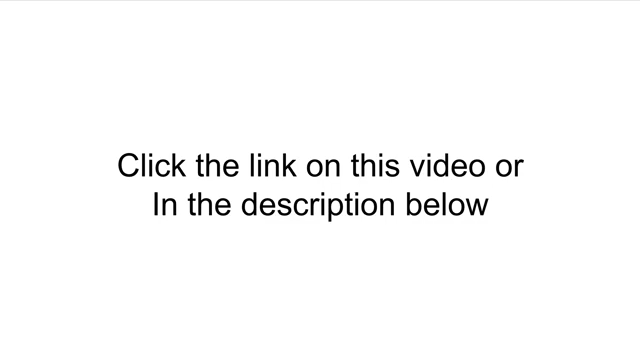 Click the link on this video or
In the description below